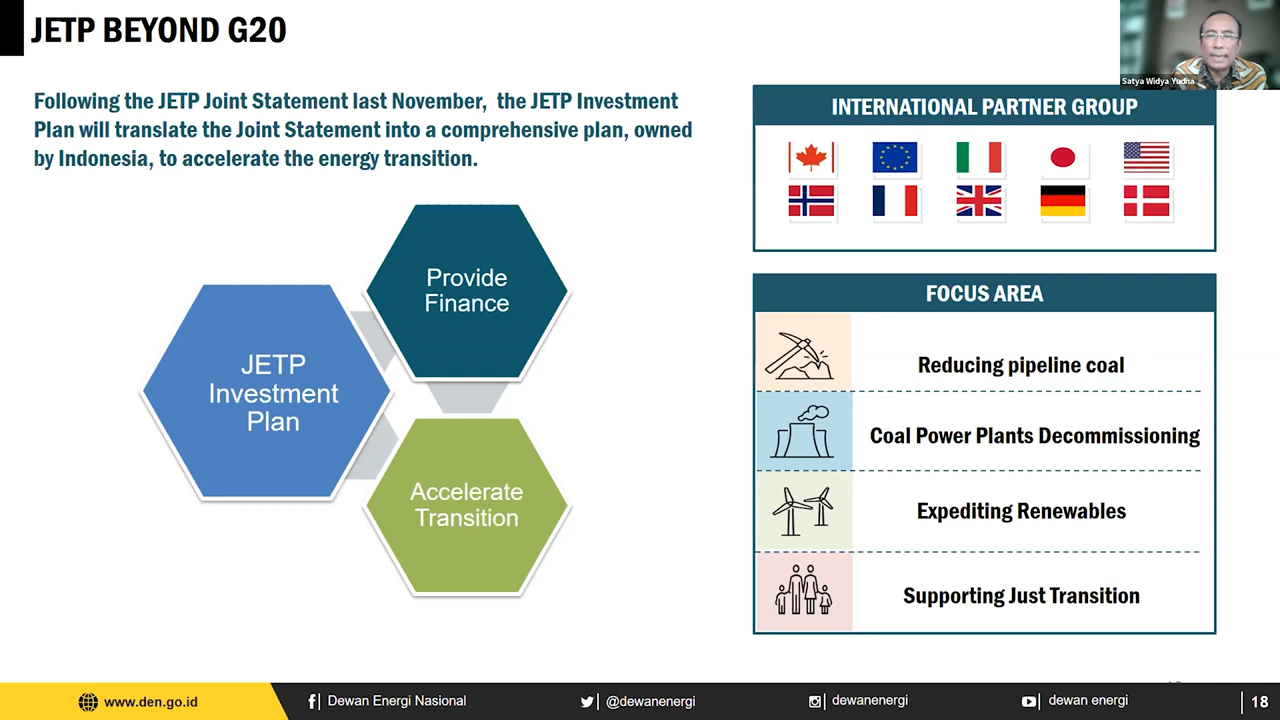 JETP BEYOND G20
Satya Widya Yudha
Following the JETP Joint Statement last November, the JETP Investment
Plan will translate the Joint Statement into a comprehensive plan, owned
by Indonesia, to accelerate the energy transition.
JETP
Investment
Plan
Provide
Finance
Accelerate
Transition
INTERNATIONAL PARTNER GROUP
FOCUS AREA
Reducing pipeline coal
Coal Power Plants Decommissioning
Expediting Renewables
Supporting Just Transition
www.den.go.id
Dewan Energi Nasional
@dewanenergi
dewanenergi
dewan energi
18